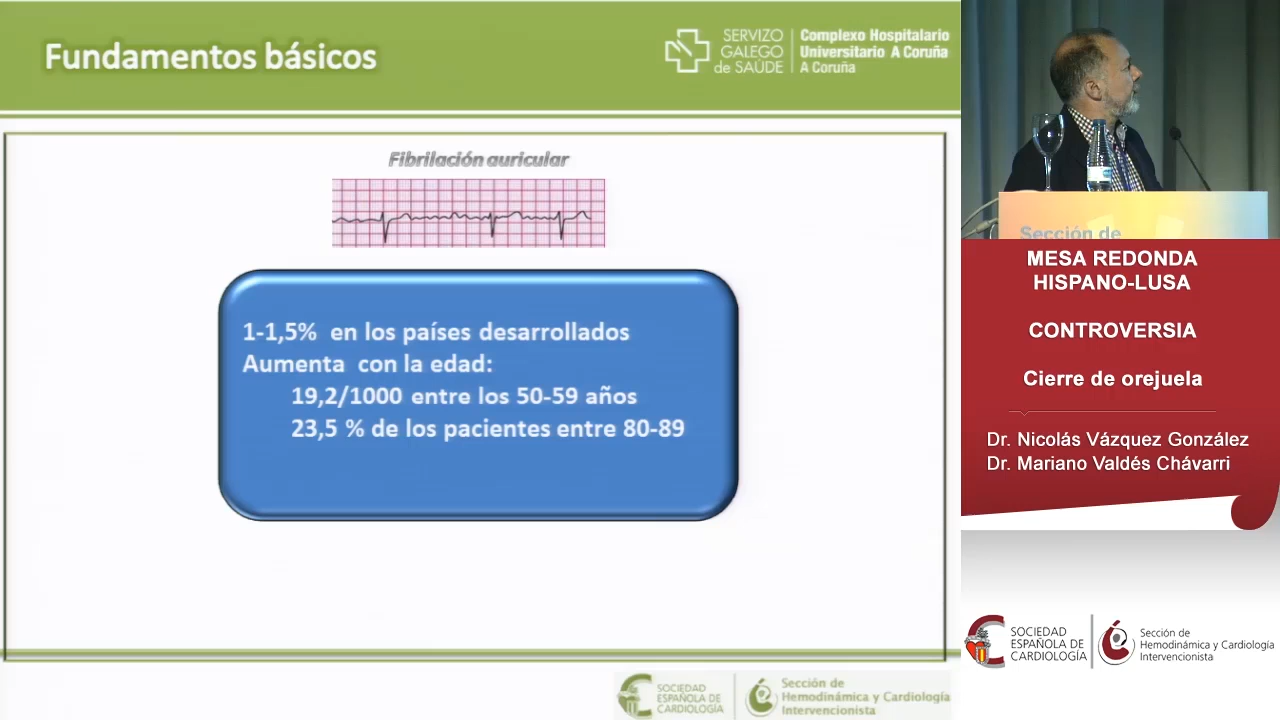 Fundamentos básicos
SERVIZO
GALEGO
de SAÚDE
Complexo Hospitalario
Universitario A Coruña
A Coruña
Fibrilación auricular
1-1,5% en los países desarrollados
Aumenta con la edad:
19,2/1000 entre los 50-59 años
23,5 % de los pacientes entre 80-89
SOCIEDAD
ESPAÑOLA DE
CARDIOLOGÍA
Sección de
Hemodinámica y Cardiología
Intervencionista
Sección de
MESA REDONDA
HISPANO-LUSA
CONTROVERSIA
Cierre de orejuela
Dr. Nicolás Vázquez González
Dr. Mariano Valdés Chávarri
SOCIEDAD
ESPAÑOLA DE
CARDIOLOGÍA
Sección de
Hemodinámica y Cardiología
Intervencionista